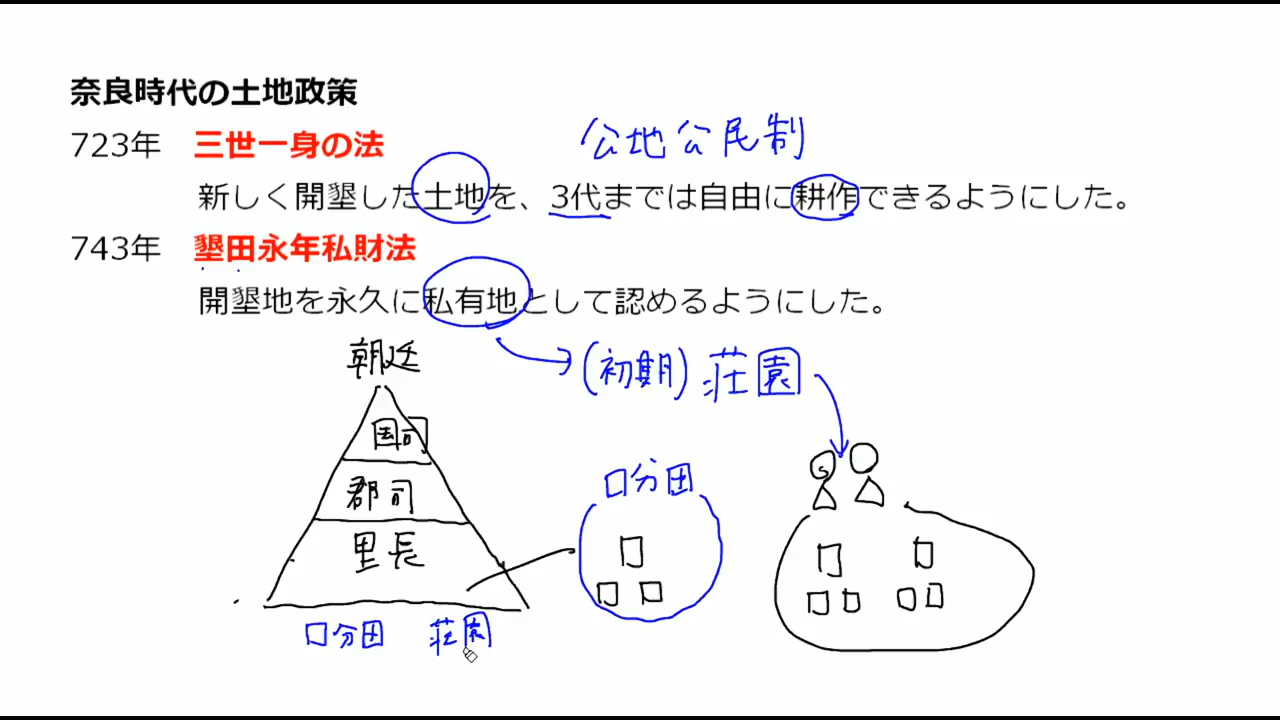 奈良時代の土地政策
723年 三世一身の法
公地公民制
新しく開墾した土地を、3代までは自由に耕作できるようにした。
743年 墾田永年私財法
開墾地を永久に私有地として認めるようにした。
朝廷
(初期)荘園
国司
郡司
里長
口分田
口分田 荘園